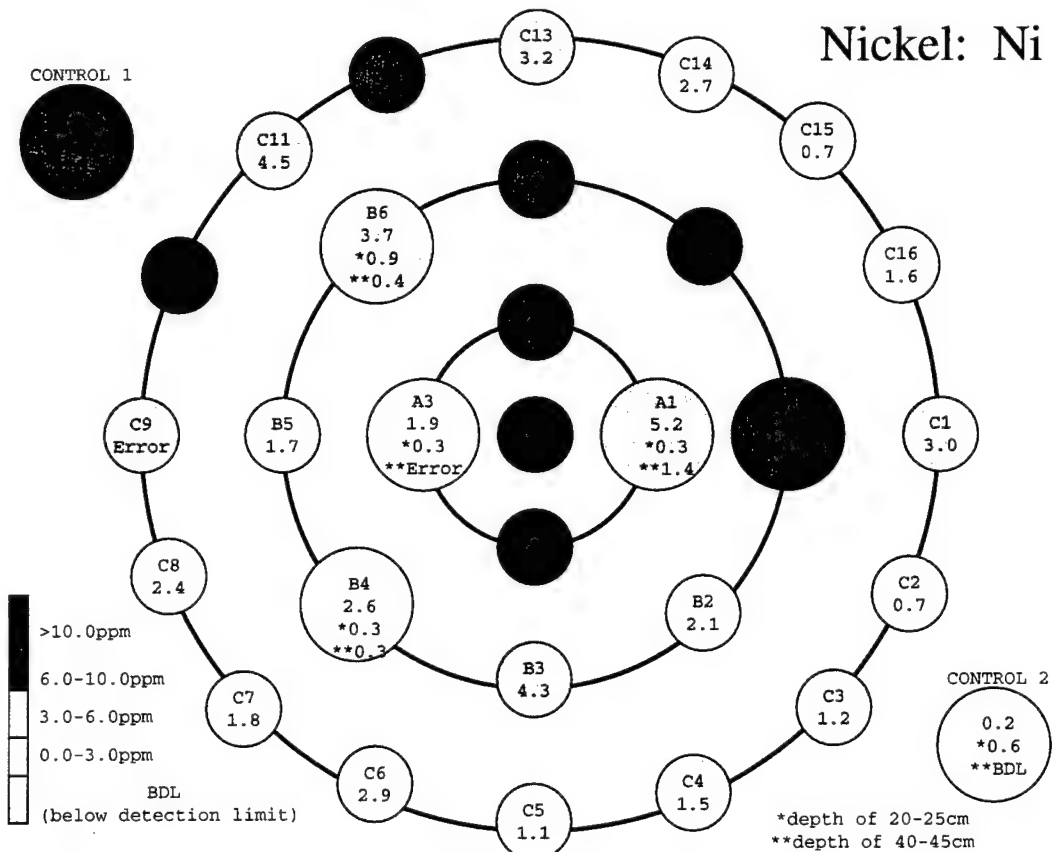 Nickel: Ni
CONTROL 1
C13
3.2
C14
2.7
C11
4.5
C15
0.7
B6
3.7
*0.9
**0.4
C16
1.6
A3
1.9
*0.3
**Error
A1
5.2
*0.3
**1.4
C9
Error
B5
1.7
C1
3.0
C8
2.4
B4
2.6
*0.3
**0.3
B2
2.1
C2
0.7
B3
4.3
C7
1.8
C3
1.2
C6
2.9
C5
1.1
C4
1.5
>10.0ppm
6.0-10.0ppm
3.0-6.0ppm
0.0-3.0ppm
BDL
(below detection limit)
CONTROL 2
0.2
*0.6
**BDL
*depth of 20-25cm
**depth of 40-45cm